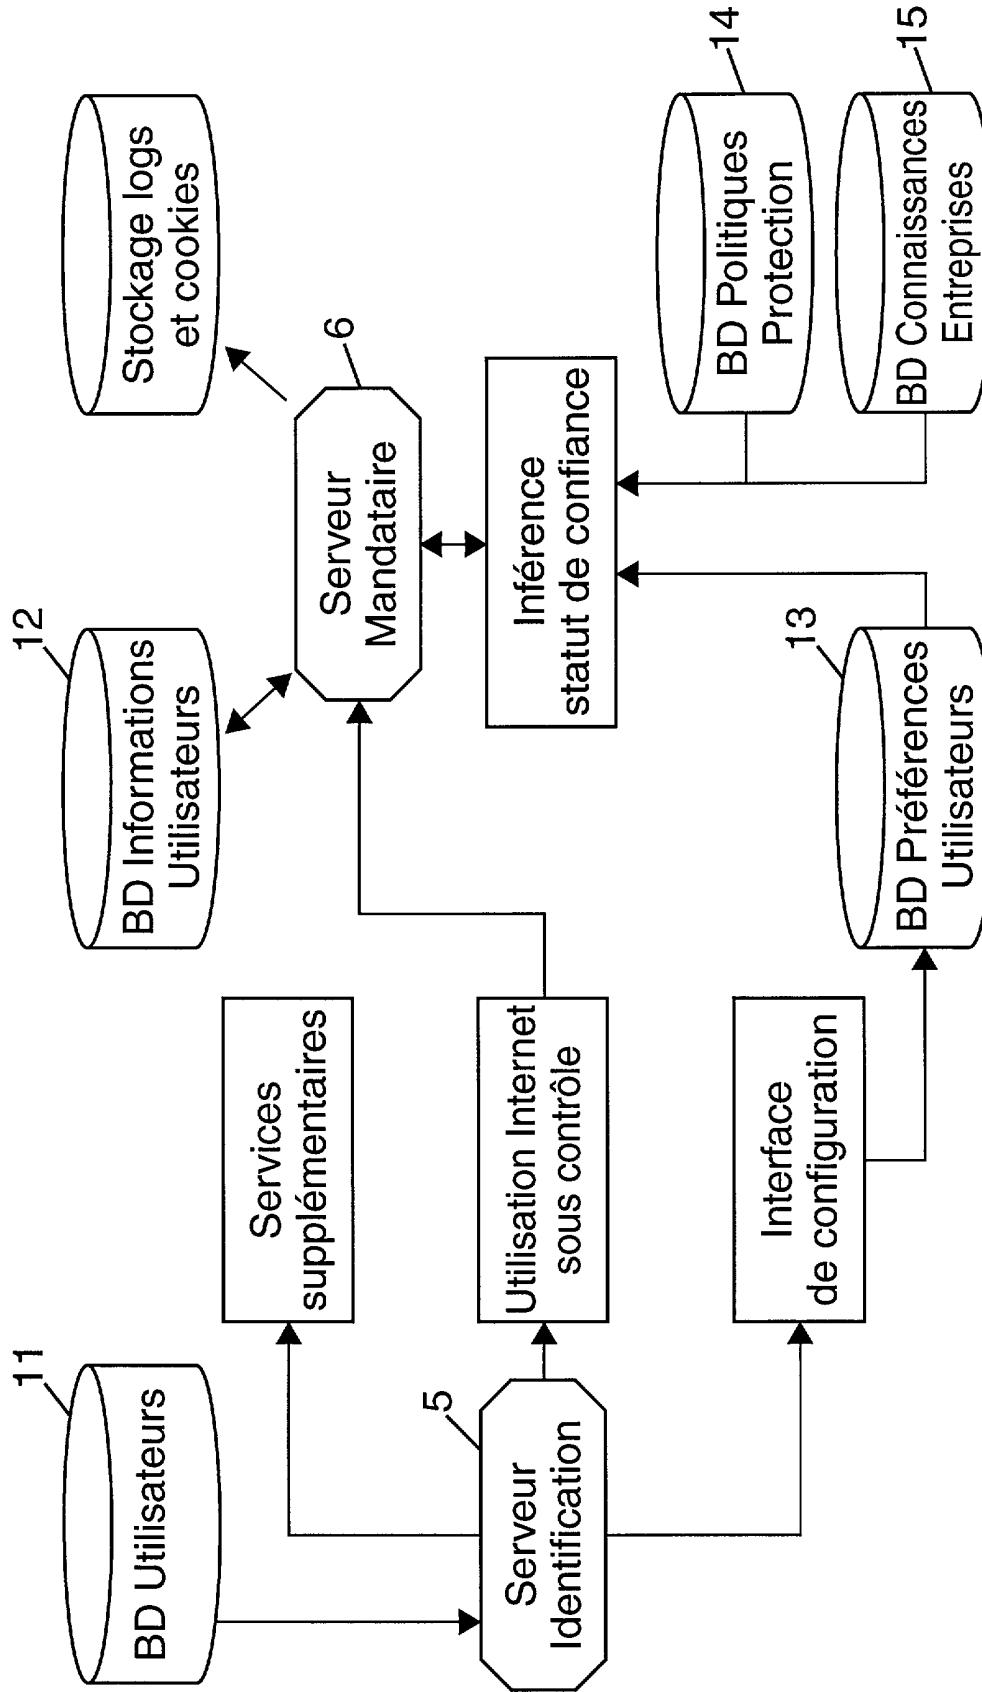 11
BD Utilisateurs
12
BD Informations
Utilisateurs
Stockage logs
et cookies
Services
supplémentaires
5
Serveur
Identification
Utilisation Internet
sous contrôle
6
Serveur
Mandataire
Inférence
statut de confiance
Interface
de configuration
13
BD Préférences
Utilisateurs
14
BD Politiques
Protection
15
BD Connaissances
Entreprises